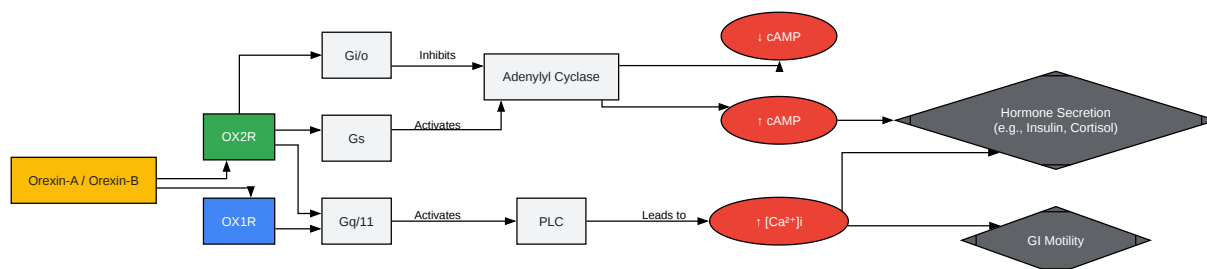 ↓ cAMP
Gi/o
Inhibits
Adenylyl Cyclase
Hormone Secretion
(e.g., Insulin, Cortisol)
↑ cAMP
OX2R
Gs
Activates
Orexin-A / Orexin-B
OX1R
Gq/11
Activates
PLC
Leads to
↑ [Ca²⁺]i
GI Motility